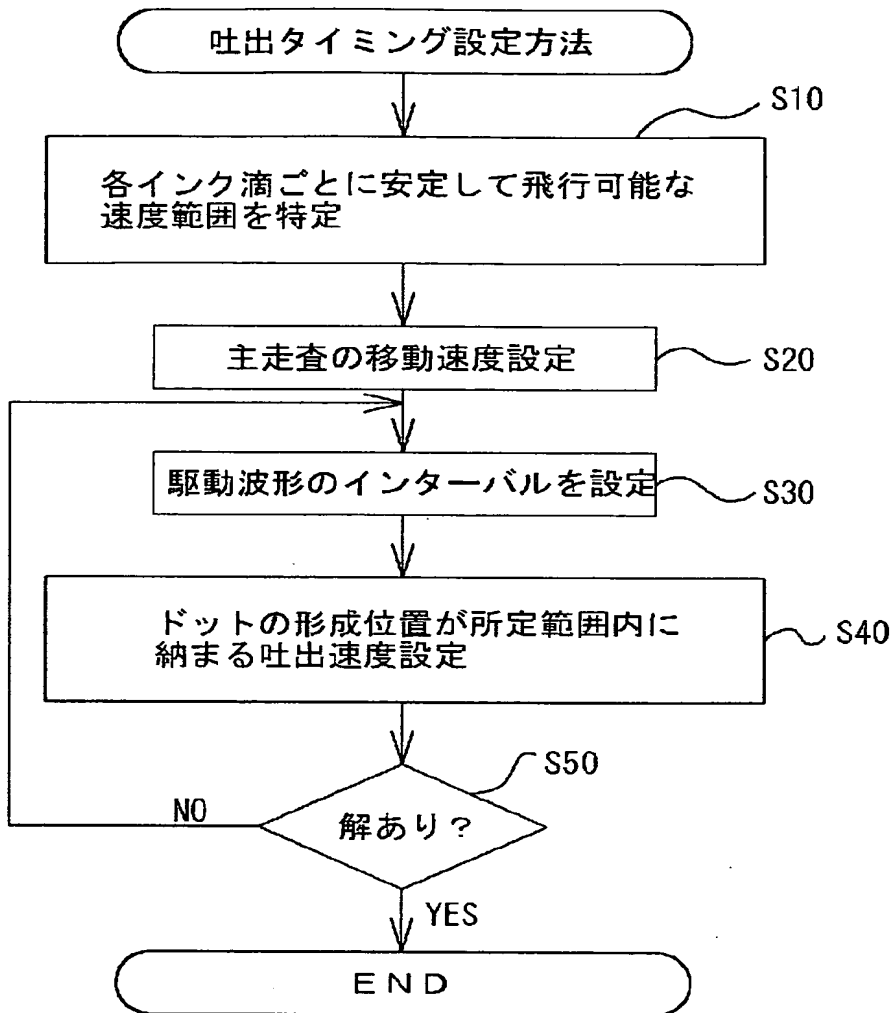 吐出タイミング設定方法
S10
各インク滴ごとに安定して飛行可能な
速度範囲を特定
主走査の移動速度設定
S20
駆動波形のインターバルを設定
S30
ドットの形成位置が所定範囲内に
納まる吐出速度設定
S40
S50
解あり?
NO
YES
END